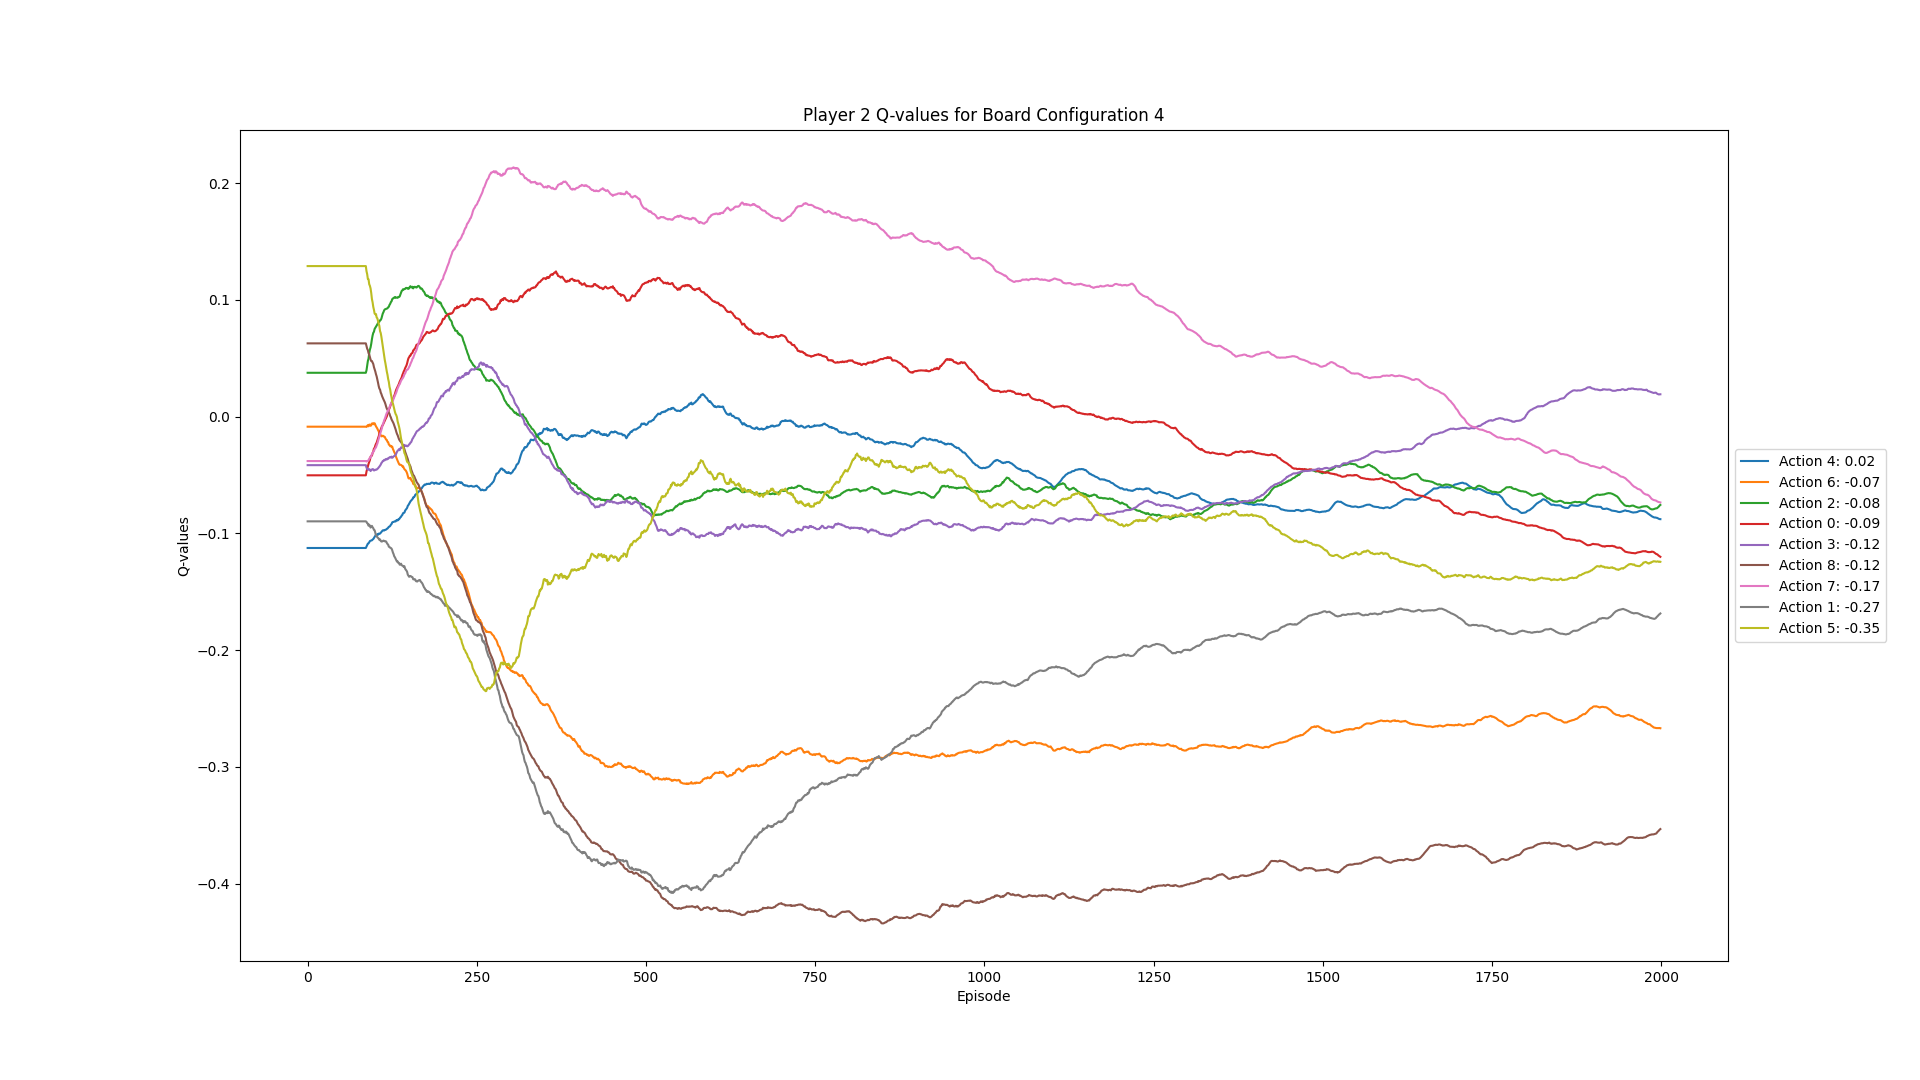 Player 2 Q-values for Board Configuration 4
0.2
0.1
0.0
−0.1
−0.2
−0.3
−0.4
Q-values
0
250
500
750
1000
1250
1500
1750
2000
Episode
Action 4: 0.02
Action 6: -0.07
Action 2: -0.08
Action 0: -0.09
Action 3: -0.12
Action 8: -0.12
Action 7: -0.17
Action 1: -0.27
Action 5: -0.35